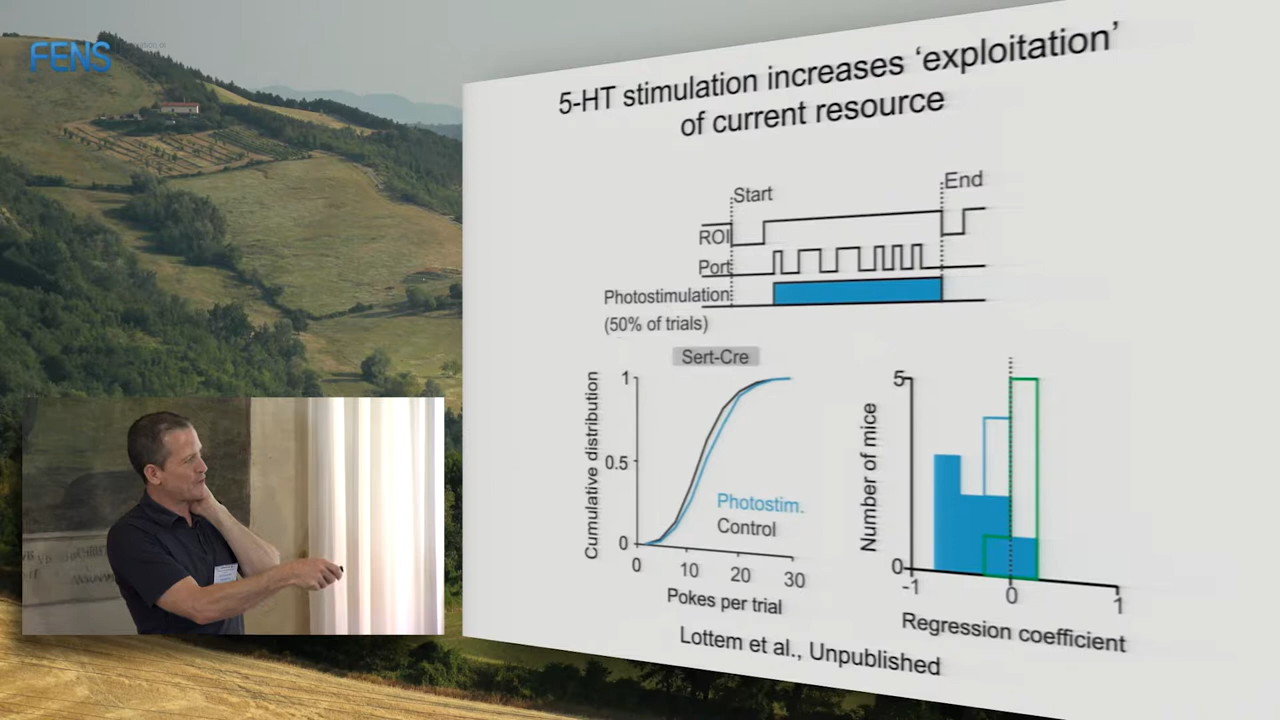 FENS
5-HT stimulation increases ‘exploitation’
of current resource
Start
End
ROI
Port
Photostimulation
(50% of trials)
Sert-Cre
Cumulative distribution
1
0.5
0
0
10
20
30
Photostim.
Control
Pokes per trial
Number of mice
5
0
-1
0
1
Regression coefficient
Lottem et al., Unpublished